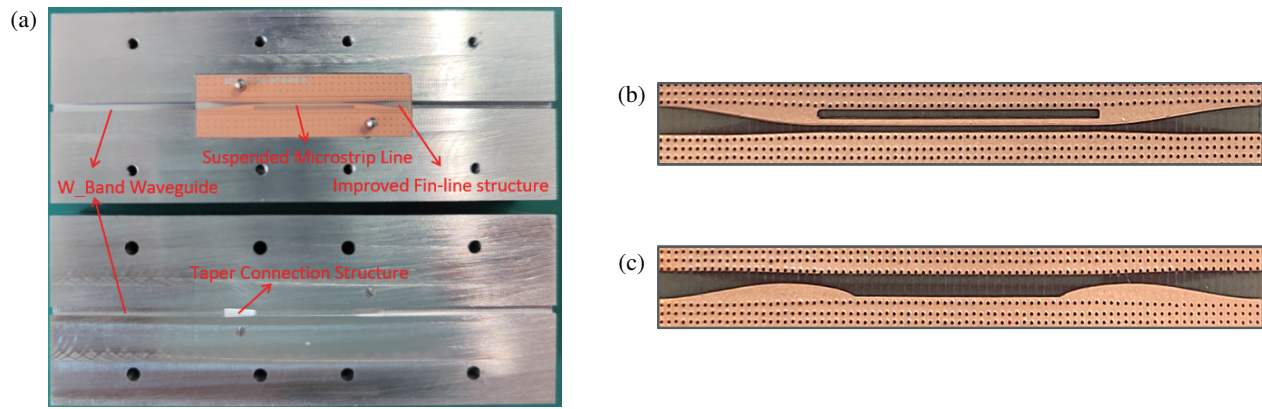 (a)
Suspended Microstrip Line
W_Band Waveguide
Improved Fin-line structure
Taper Connection Structure
(b)
(c)